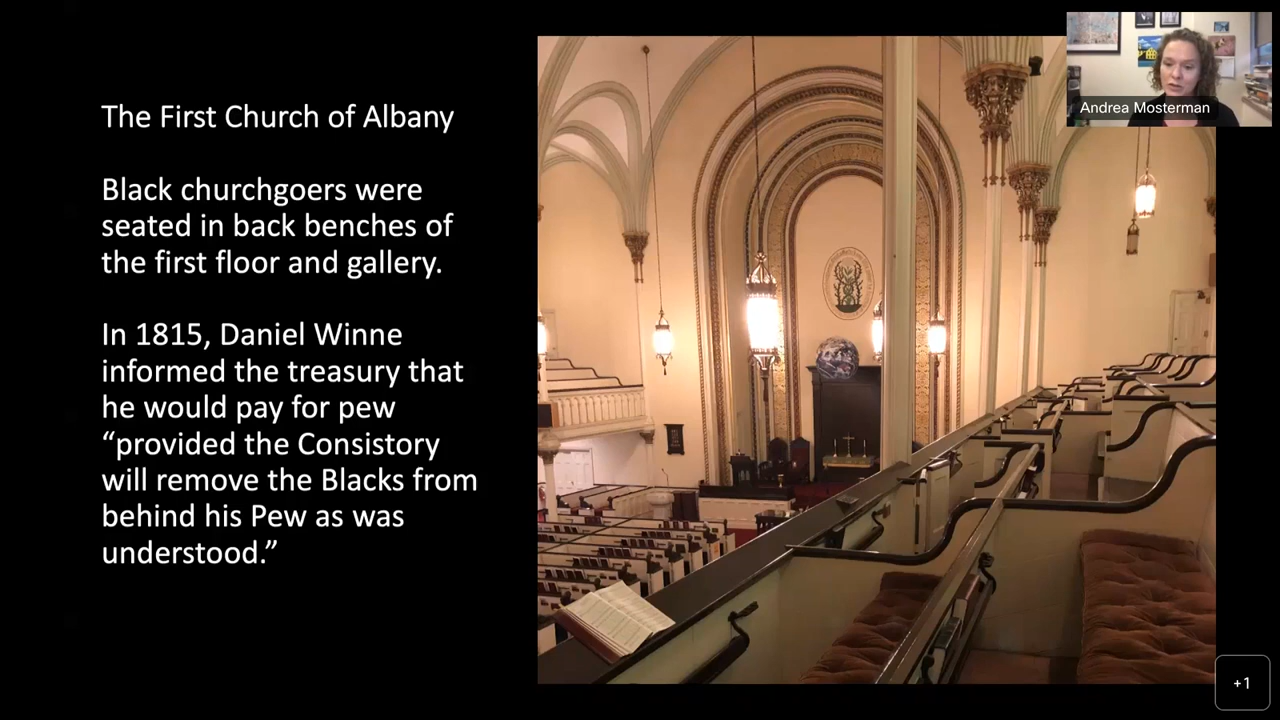 The First Church of Albany
Black churchgoers were
seated in back benches of
the first floor and gallery.
In 1815, Daniel Winne
informed the treasury that
he would pay for pew
“provided the Consistory
will remove the Blacks from
behind his Pew as was
understood.”
Andrea Mosterman
+1